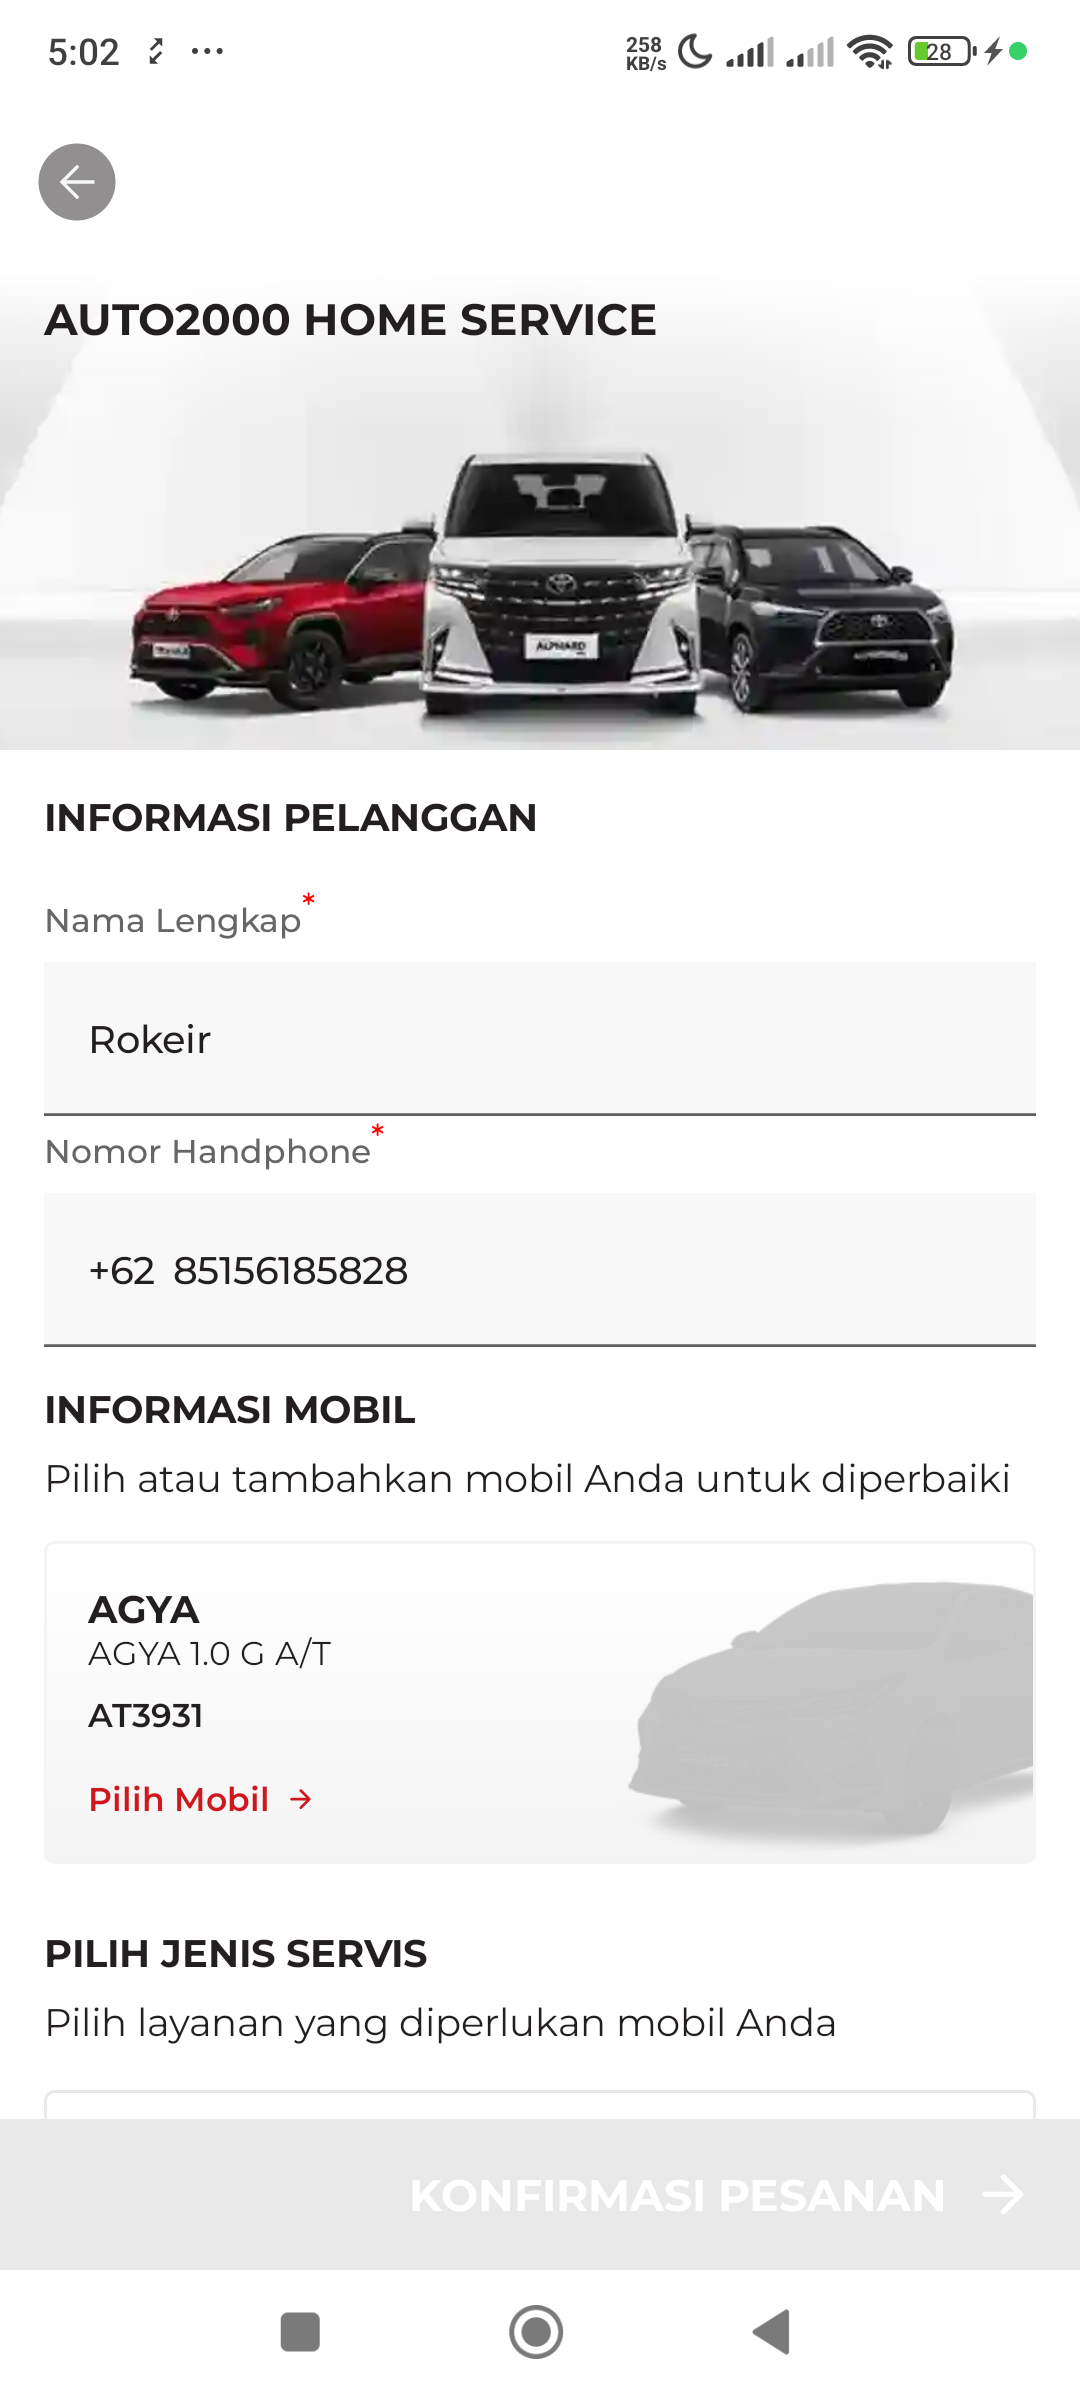 5:02
258
KB/s
28
AUTO2000 HOME SERVICE
ALPHARD
INFORMASI PELANGGAN
Nama Lengkap*
Rokeir
Nomor Handphone*
+62 85156185828
INFORMASI MOBIL
Pilih atau tambahkan mobil Anda untuk diperbaiki
AGYA
AGYA 1.0 G A/T
AT3931
Pilih Mobil →
PILIH JENIS SERVIS
Pilih layanan yang diperlukan mobil Anda
KONFIRMASI PESANAN →